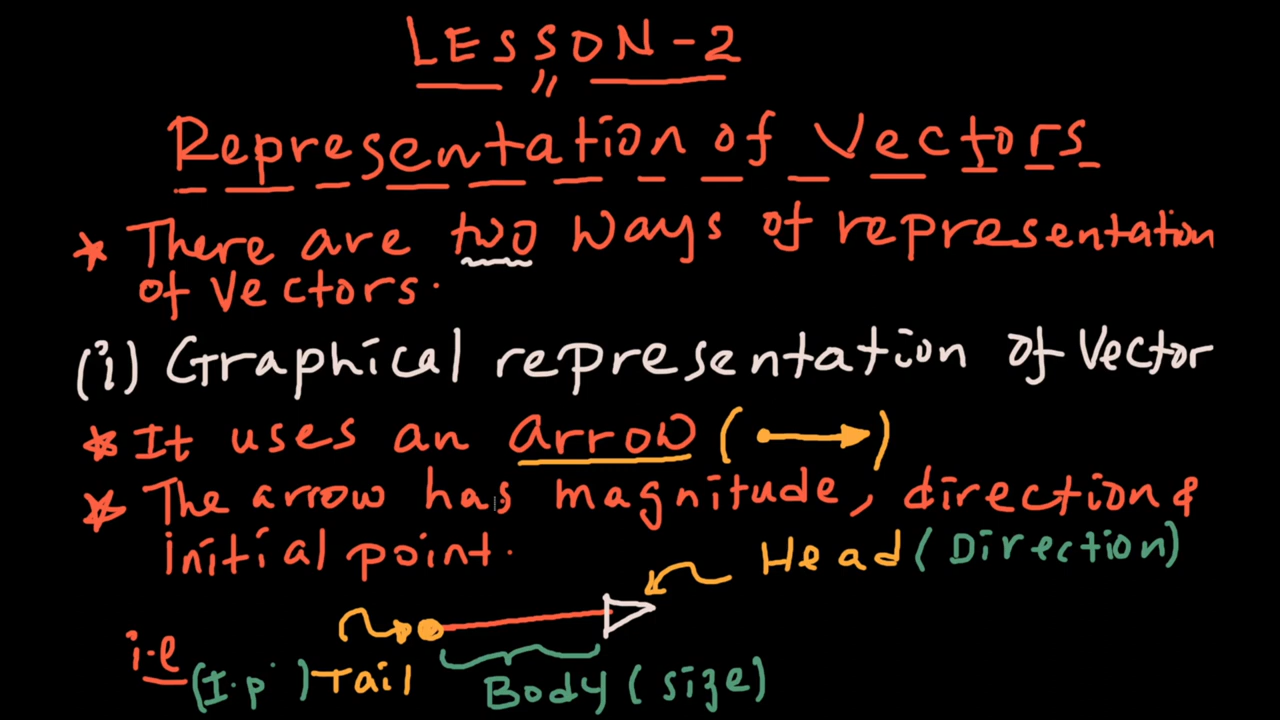 LESSON-2
Representation of Vectors
* There are two ways of representation
of Vectors.
(i) Graphical representation of Vector
* It uses an arrow ( → )
* The arrow has magnitude, direction &
initial point.
Head (Direction)
i.e
(I.p) Tail
Body (size)